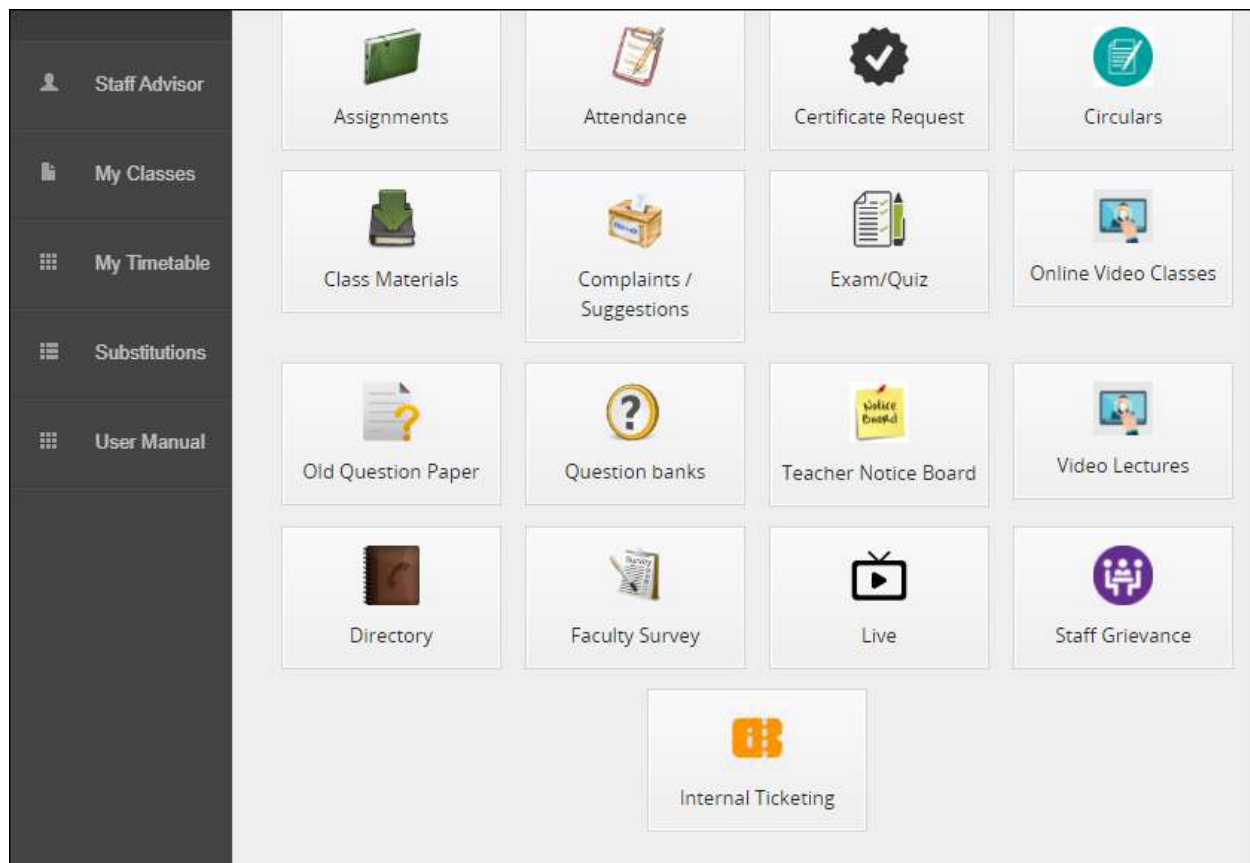 Staff Advisor
My Classes
My Timetable
Substitutions
User Manual
Assignments
Attendance
Certificate Request
Circulars
Class Materials
Complaints /
Suggestions
Exam/Quiz
Online Video Classes
Old Question Paper
Question banks
Notice
Board
Teacher Notice Board
Video Lectures
Directory
Survey
Faculty Survey
Live
Staff Grievance
Internal Ticketing